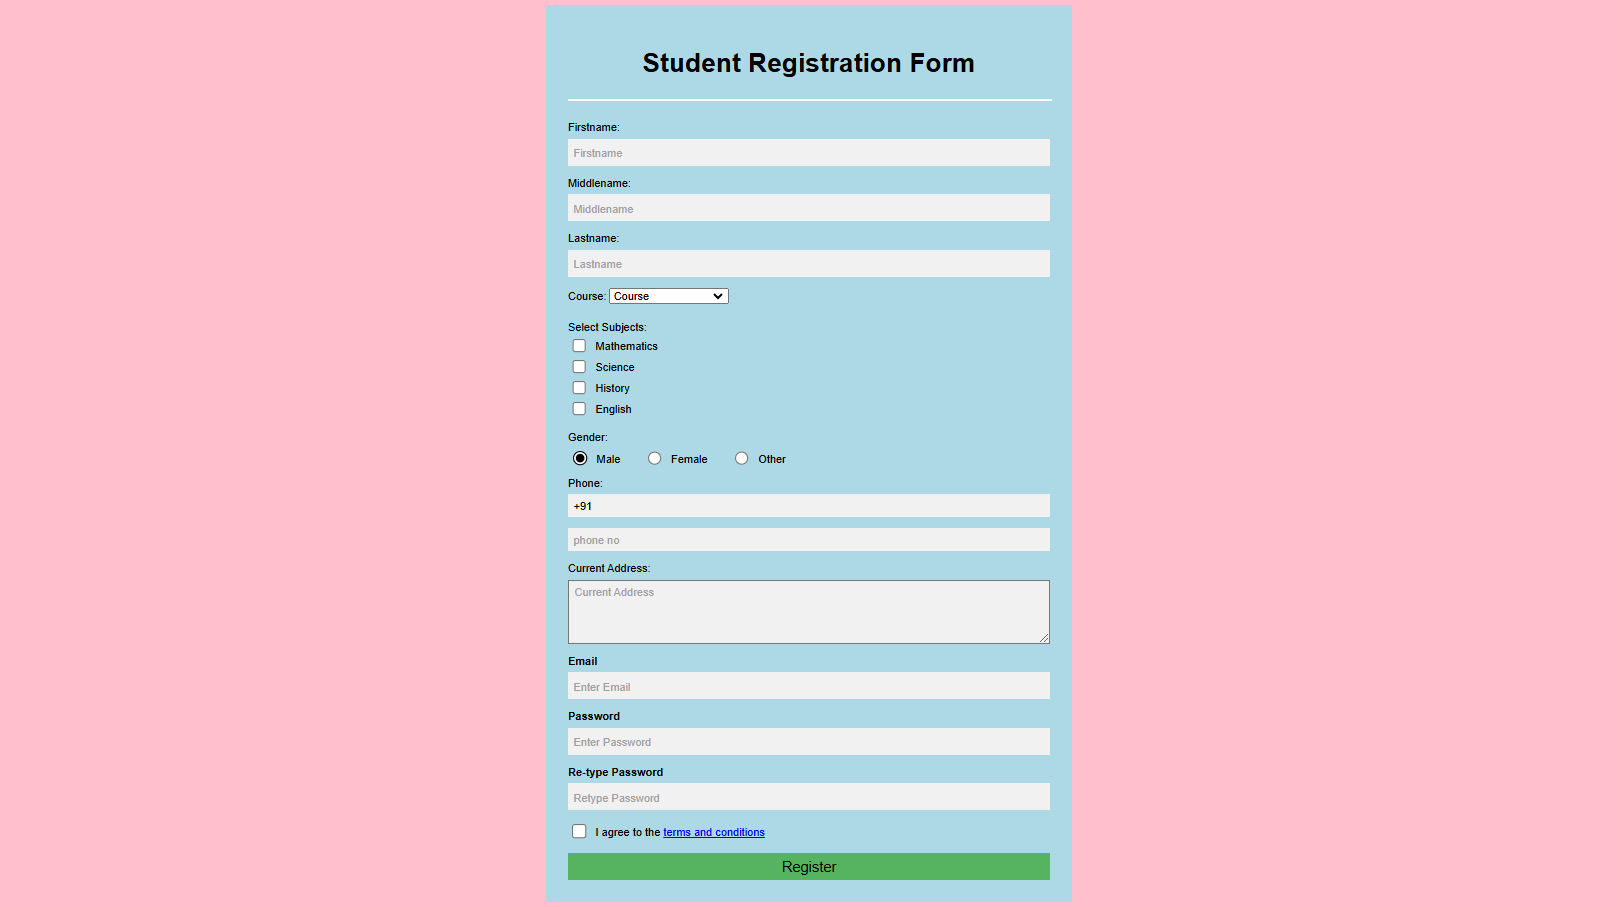 Student Registration Form
Firstname:
Firstname
Middlename:
Middlename
Lastname:
Lastname
Course: Course
Select Subjects:
Mathematics
Science
History
English
Gender:
Male Female Other
Phone:
+91
phone no
Current Address:
Current Address
Email
Enter Email
Password
Enter Password
Re-type Password
Retype Password
I agree to the terms and conditions
Register